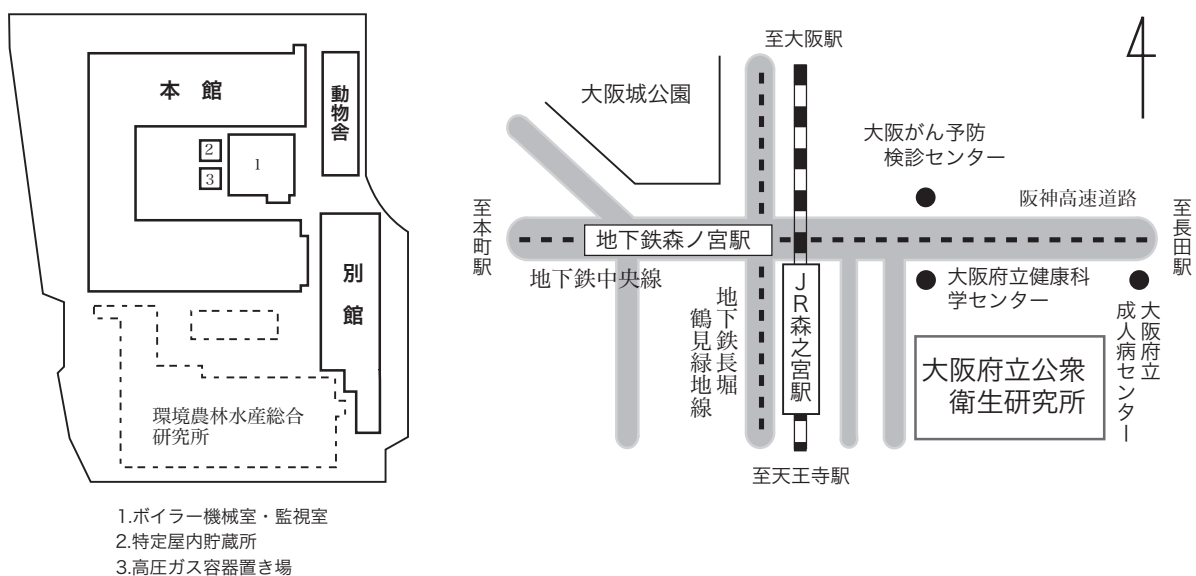 本 館
動物舎
1
2
3
別館
環境農林水産総合
研究所
1.ボイラー機械室・監視室
2.特定屋内貯蔵所
3.高圧ガス容器置き場
至大阪駅
大阪城公園
大阪がん予防
検診センター
阪神高速道路
至本町駅
地下鉄森ノ宮駅
至長田駅
地下鉄中央線
地下鉄長堀
鶴見緑地線
JR森之宮駅
大阪府立健康科
学センター
大阪府立
成人病センター
大阪府立公衆
衛生研究所
至天王寺駅